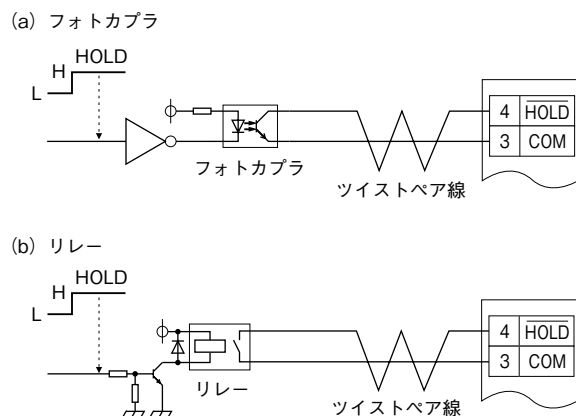 (a) フォトカプラ
HOLD
H
L
4 HOLD
3 COM
フォトカプラ
ツイストペア線
(b) リレー
HOLD
H
L
4 HOLD
3 COM
リレー
ツイストペア線